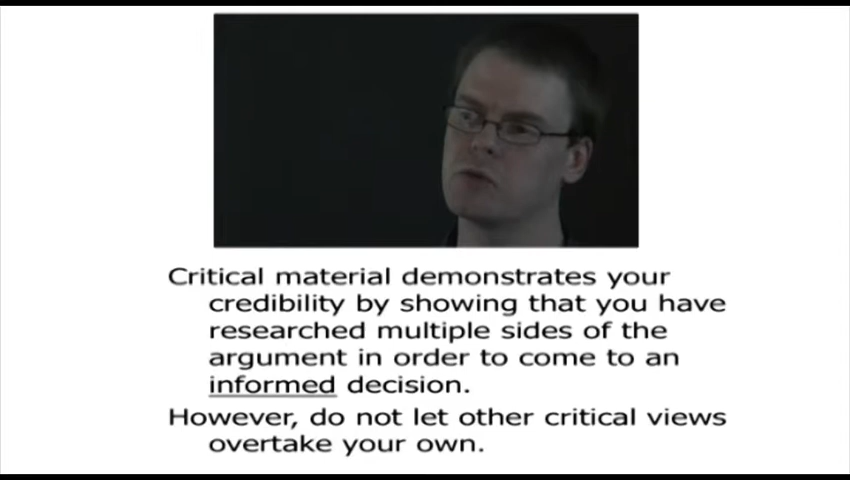 Critical material demonstrates your
credibility by showing that you have
researched multiple sides of the
argument in order to come to an
informed decision.
However, do not let other critical views
overtake your own.